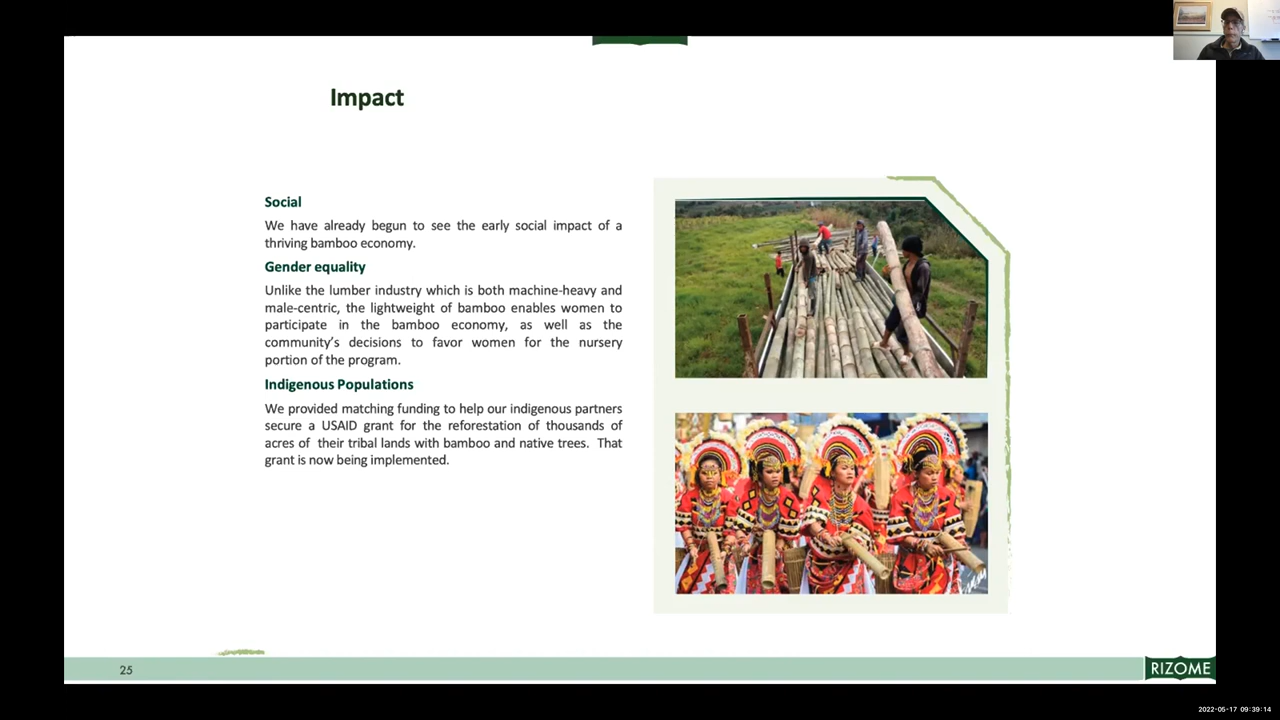 Impact
Social
We have already begun to see the early social impact of a
thriving bamboo economy.
Gender equality
Unlike the lumber industry which is both machine-heavy and
male-centric, the lightweight of bamboo enables women to
participate in the bamboo economy, as well as the
community's decisions to favor women for the nursery
portion of the program.
Indigenous Populations
We provided matching funding to help our indigenous partners
secure a USAID grant for the reforestation of thousands of
acres of their tribal lands with bamboo and native trees. That
grant is now being implemented.
25
RIZOME
2022-05-17 09:39:14